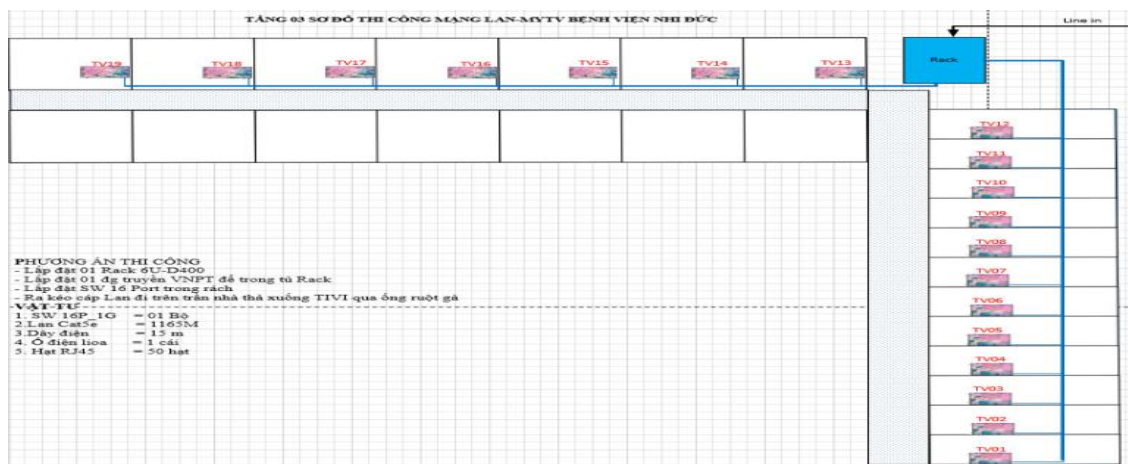 TẦNG 03 SƠ ĐỒ THI CÔNG MẠNG LAN-MYTV BỆNH VIỆN NHI ĐỨC
Line in
Rack
TV19 TV18 TV17 TV16 TV15 TV14 TV13
TV12
TV11
TV10
TV09
TV08
TV07
TV06
TV05
TV04
TV03
TV02
TV01
PHƯƠNG ÁN THI CÔNG
- Lắp đặt 01 Rack 6U-D400
- Lắp đặt 01 đg truyền VNPT để trong tủ Rack
- Lắp đặt SW 16 Port trong rách
- Ra kéo cáp Lan đi trên trần nhà thả xuống TIVI qua ống ruột gà
VẬT TƯ
1. SW 16P_1G = 01 Bộ
2.Lan Cat5e = 1165M
3.Dây điện = 15 m
4. Ổ điện lioa = 1 cái
5. Hạt RJ45 = 50 hạt